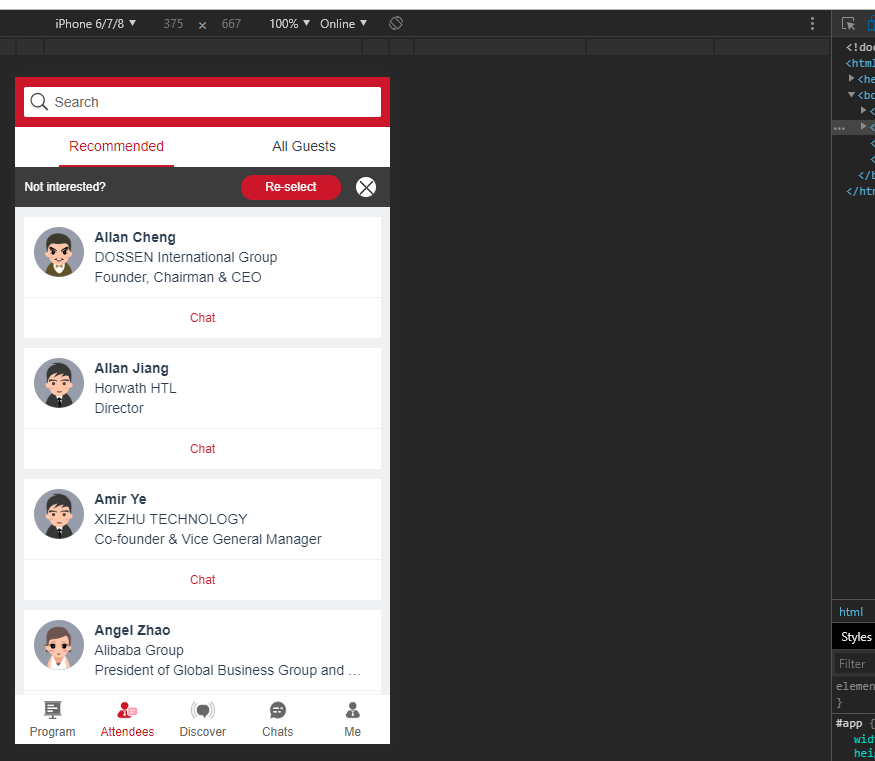 iPhone 6/7/8 ▼ 375 × 667 100% ▼ Online ▼
Search
Recommended All Guests
Not interested? Re-select
Allan Cheng
DOSSEN International Group
Founder, Chairman & CEO
Chat
Allan Jiang
Horwath HTL
Director
Chat
Amir Ye
XIEZHU TECHNOLOGY
Co-founder & Vice General Manager
Chat
Angel Zhao
Alibaba Group
President of Global Business Group and …
Program Attendees Discover Chats Me
<!doc
<html
<he
<bo
<
<
<
<
</b
</htm
html
Styles
Filter
elemen
}
#app {
widt
heig